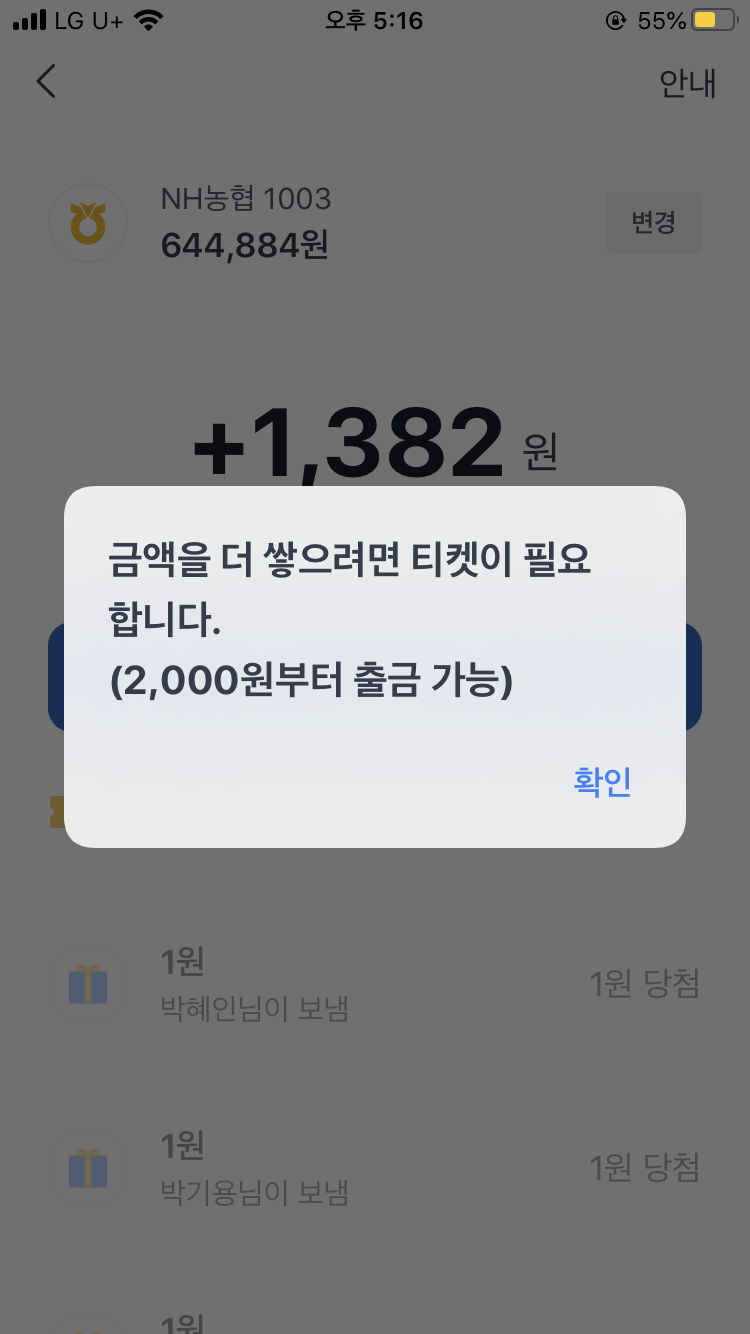 LG U+ 오후 5:16 55%
안내
NH농협 1003
644,884원
변경
+1,382 원
금액을 더 쌓으려면 티켓이 필요
합니다.
(2,000원부터 출금 가능)
확인
1원
박혜인님이 보냄
1원 당첨
1원
박기용님이 보냄
1원 당첨
1원